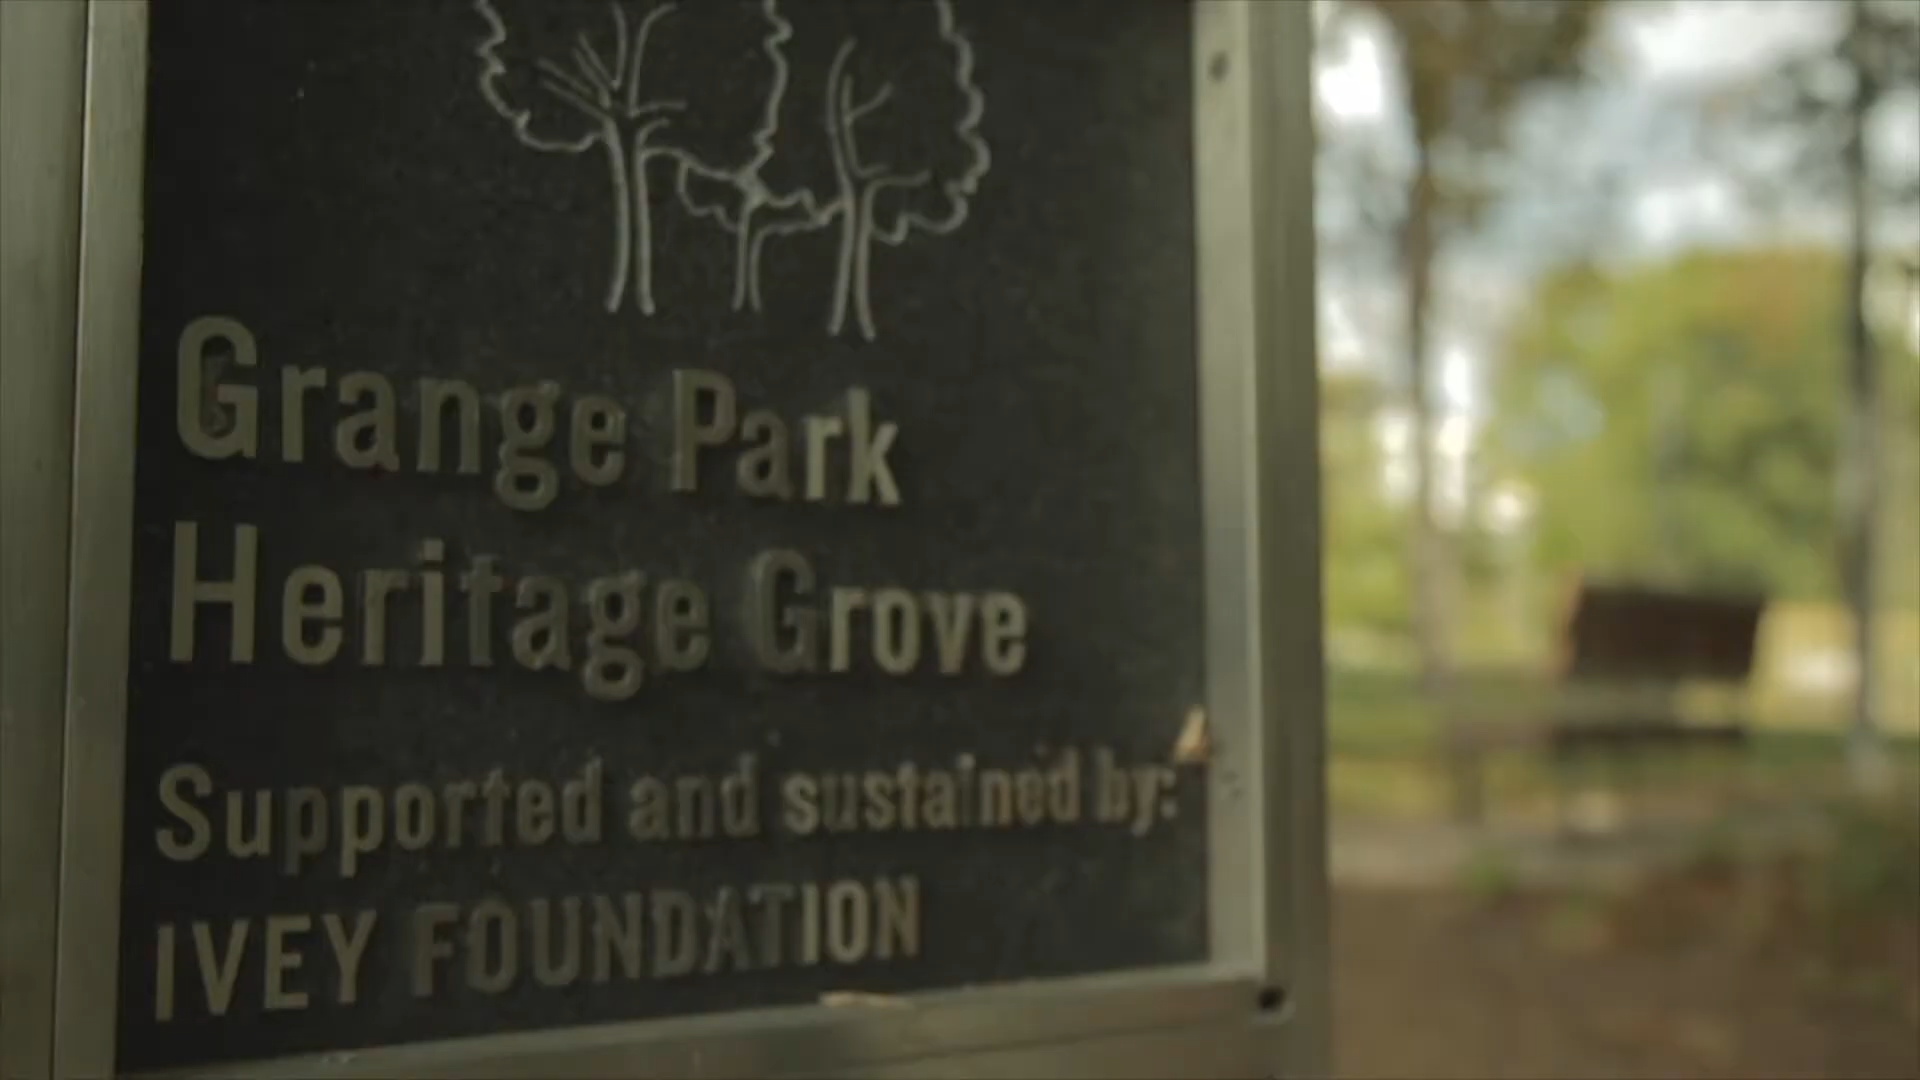 Grange Park
Heritage Grove
Supported and sustained by:
IVEY FOUNDATION